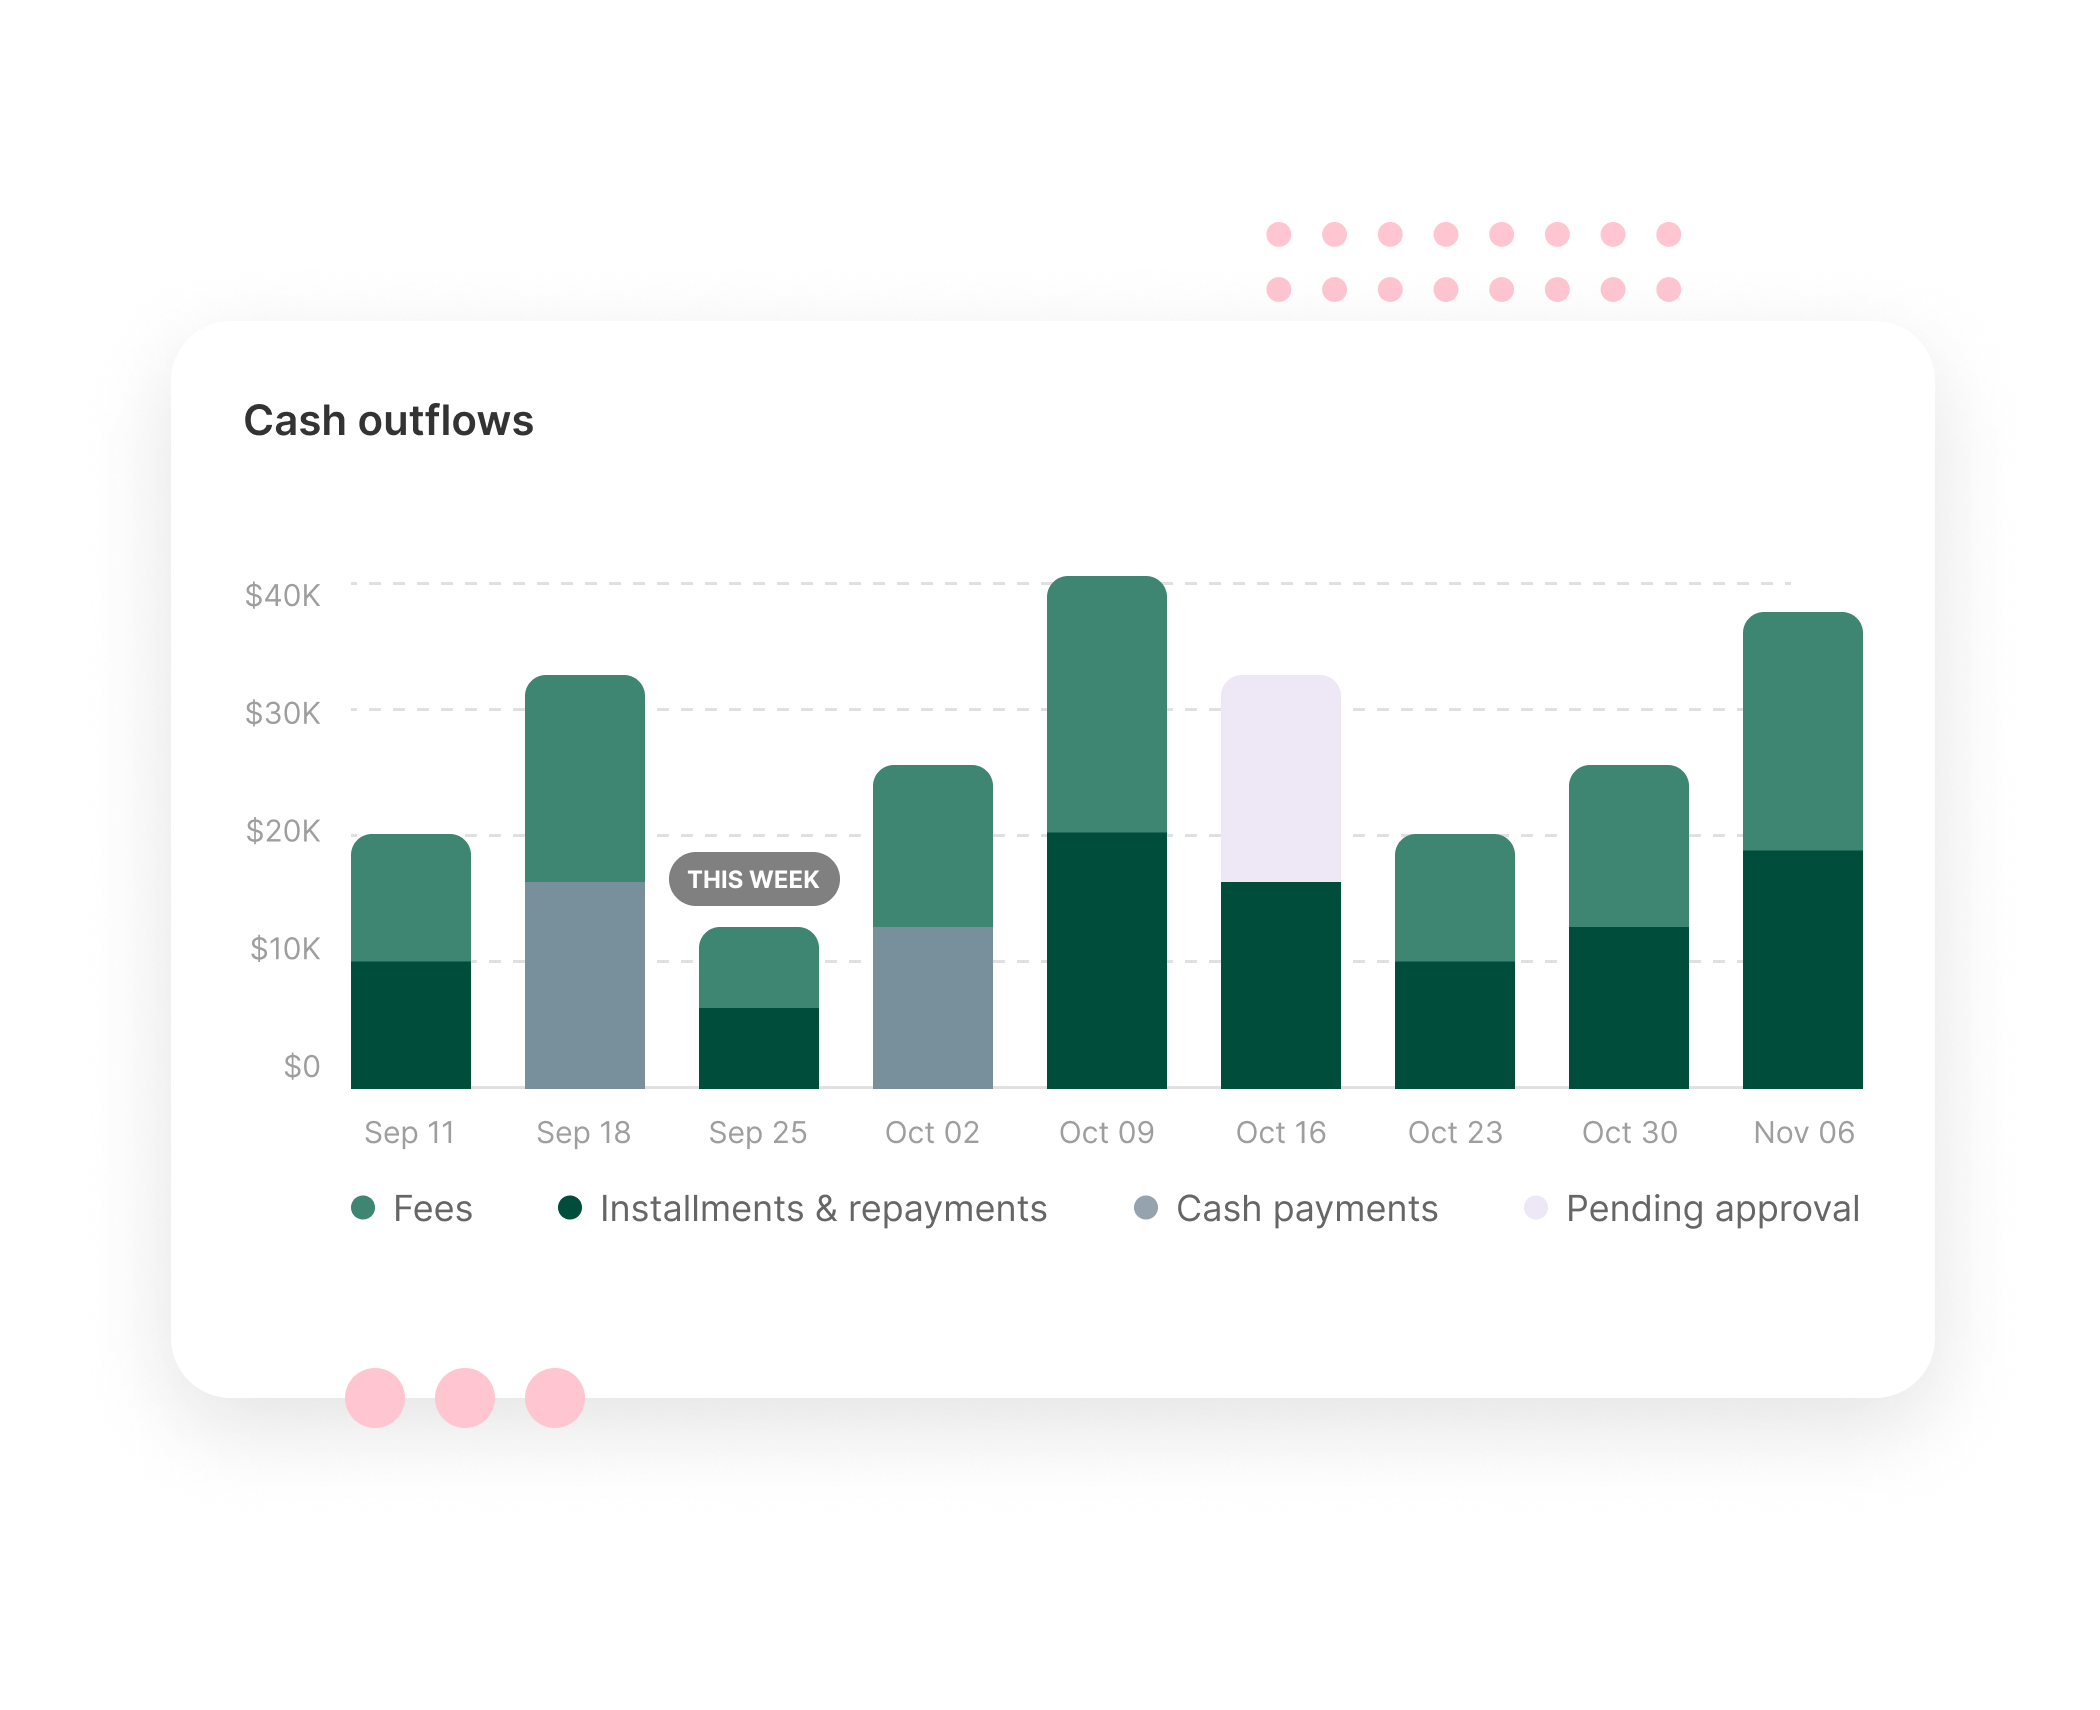 Cash outflows
$40K
$30K
$20K
THIS WEEK
$10K
$0
Sep 11 Sep 18 Sep 25 Oct 02 Oct 09 Oct 16 Oct 23 Oct 30 Nov 06
Fees Installments & repayments Cash payments Pending approval